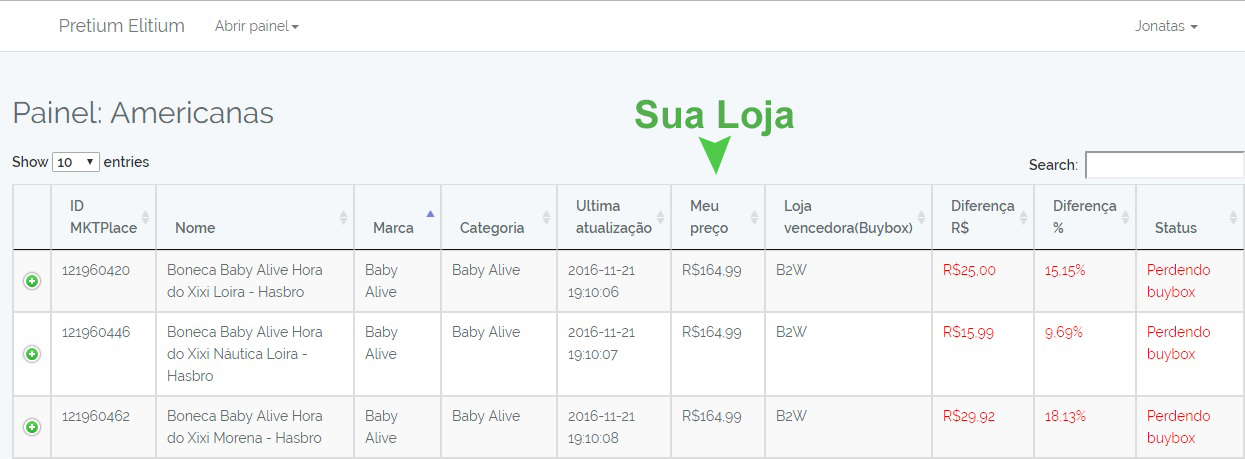 Pretium Elitium Abrir painel Jonatas
Painel: Americanas
Sua Loja
Show 10 entries Search:
ID MKTPlace Nome Marca Categoria Ultima atualização Meu preço Loja vencedora(Buybox) Diferença R$ Diferença % Status
121960420 Boneca Baby Alive Hora do Xixi Loira - Hasbro Baby Alive Baby Alive 2016-11-21 19:10:06 R$164,99 B2W R$25,00 15,15% Perdendo buybox
121960446 Boneca Baby Alive Hora do Xixi Náutica Loira - Hasbro Baby Alive Baby Alive 2016-11-21 19:10:07 R$164,99 B2W R$15,99 9,69% Perdendo buybox
121960462 Boneca Baby Alive Hora do Xixi Morena - Hasbro Baby Alive Baby Alive 2016-11-21 19:10:08 R$164,99 B2W R$29,92 18,13% Perdendo buybox